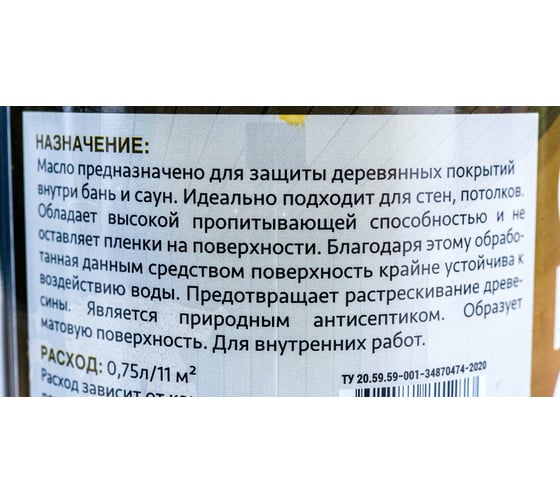 НАЗНАЧЕНИЕ:
Масло предназначено для защиты деревянных покрытий
внутри бань и саун. Идеально подходит для стен, потолков.
Обладает высокой пропитывающей способностью и не
оставляет пленки на поверхности. Благодаря этому обрабо-
танная данным средством поверхность крайне устойчива к
воздействию воды. Предотвращает растрескивание древе-
сины. Является природным антисептиком. Образует
матовую поверхность. Для внутренних работ.
РАСХОД: 0,75л/11 м²
Расход зависит от
ТУ 20.59.59-001-34870474-2020